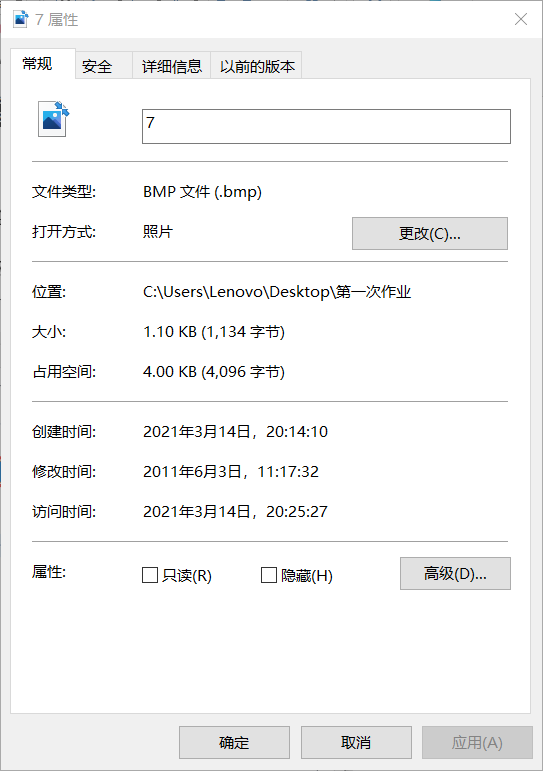 7 属性
常规 安全 详细信息 以前的版本
7
文件类型: BMP 文件 (.bmp)
打开方式: 照片 更改(C)...
位置: C:\Users\Lenovo\Desktop\第一次作业
大小: 1.10 KB (1,134 字节)
占用空间: 4.00 KB (4,096 字节)
创建时间: 2021年3月14日，20:14:10
修改时间: 2011年6月3日，11:17:32
访问时间: 2021年3月14日，20:25:27
属性: 只读(R) 隐藏(H) 高级(D)...
确定 取消 应用(A)